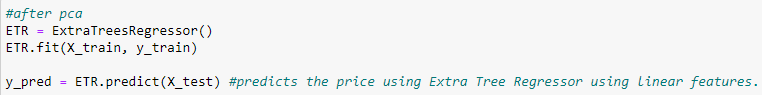 #after pca
ETR = ExtraTreesRegressor()
ETR.fit(X_train, y_train)
y_pred = ETR.predict(X_test) #predicts the price using Extra Tree Regressor using linear features.